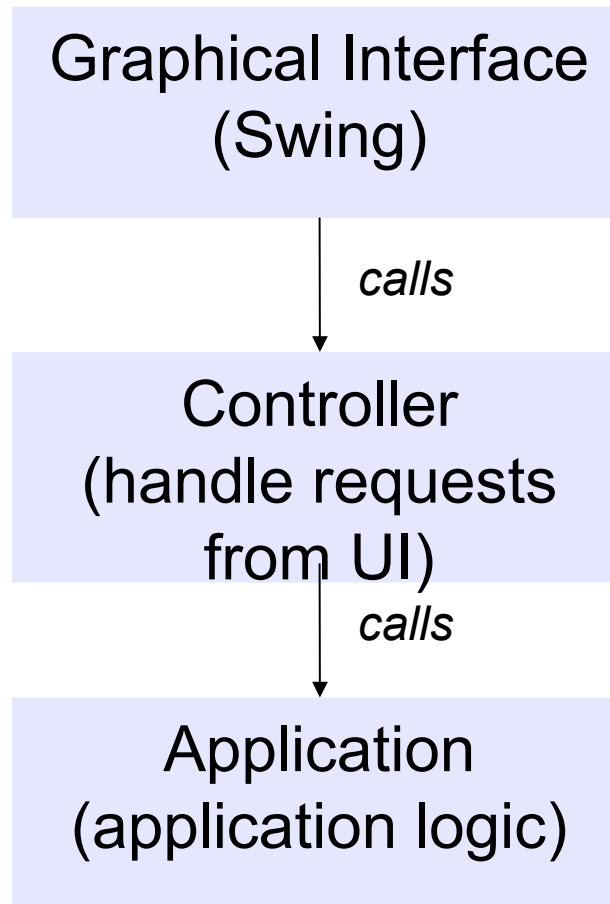 Graphical Interface
(Swing)
calls
Controller
(handle requests
from UI)
calls
Application
(application logic)